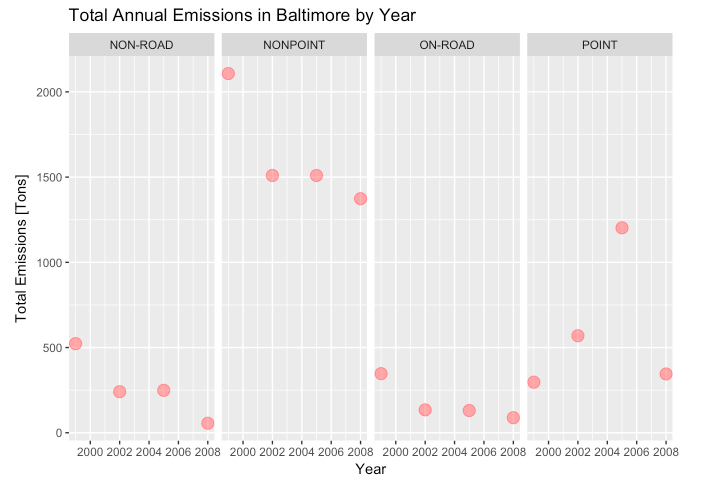 Total Annual Emissions in Baltimore by Year
NON-ROAD NONPOINT ON-ROAD POINT
2000
1500
1000
500
0
Total Emissions [Tons]
2000 2002 2004 2006 2008 2000 2002 2004 2006 2008 2000 2002 2004 2006 2008 2000 2002 2004 2006 2008
Year